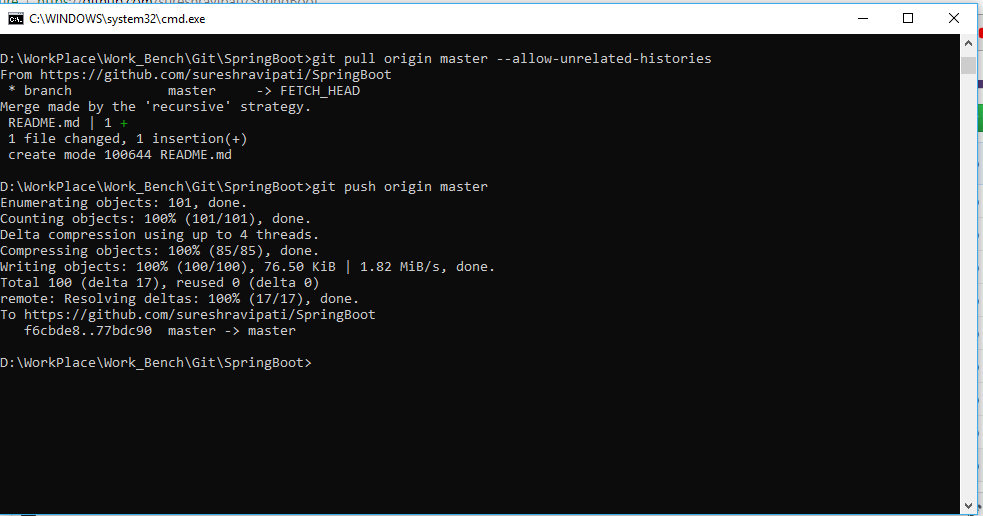 C:\WINDOWS\system32\cmd.exe
D:\WorkPlace\Work_Bench\Git\SpringBoot>git pull origin master --allow-unrelated-histories
From https://github.com/sureshravipati/SpringBoot
 * branch            master     -> FETCH_HEAD
Merge made by the 'recursive' strategy.
 README.md | 1 +
 1 file changed, 1 insertion(+)
 create mode 100644 README.md
D:\WorkPlace\Work_Bench\Git\SpringBoot>git push origin master
Enumerating objects: 101, done.
Counting objects: 100% (101/101), done.
Delta compression using up to 4 threads.
Compressing objects: 100% (85/85), done.
Writing objects: 100% (100/100), 76.50 KiB | 1.82 MiB/s, done.
Total 100 (delta 17), reused 0 (delta 0)
remote: Resolving deltas: 100% (17/17), done.
To https://github.com/sureshravipati/SpringBoot
   f6cbde8..77bdc90  master -> master
D:\WorkPlace\Work_Bench\Git\SpringBoot>